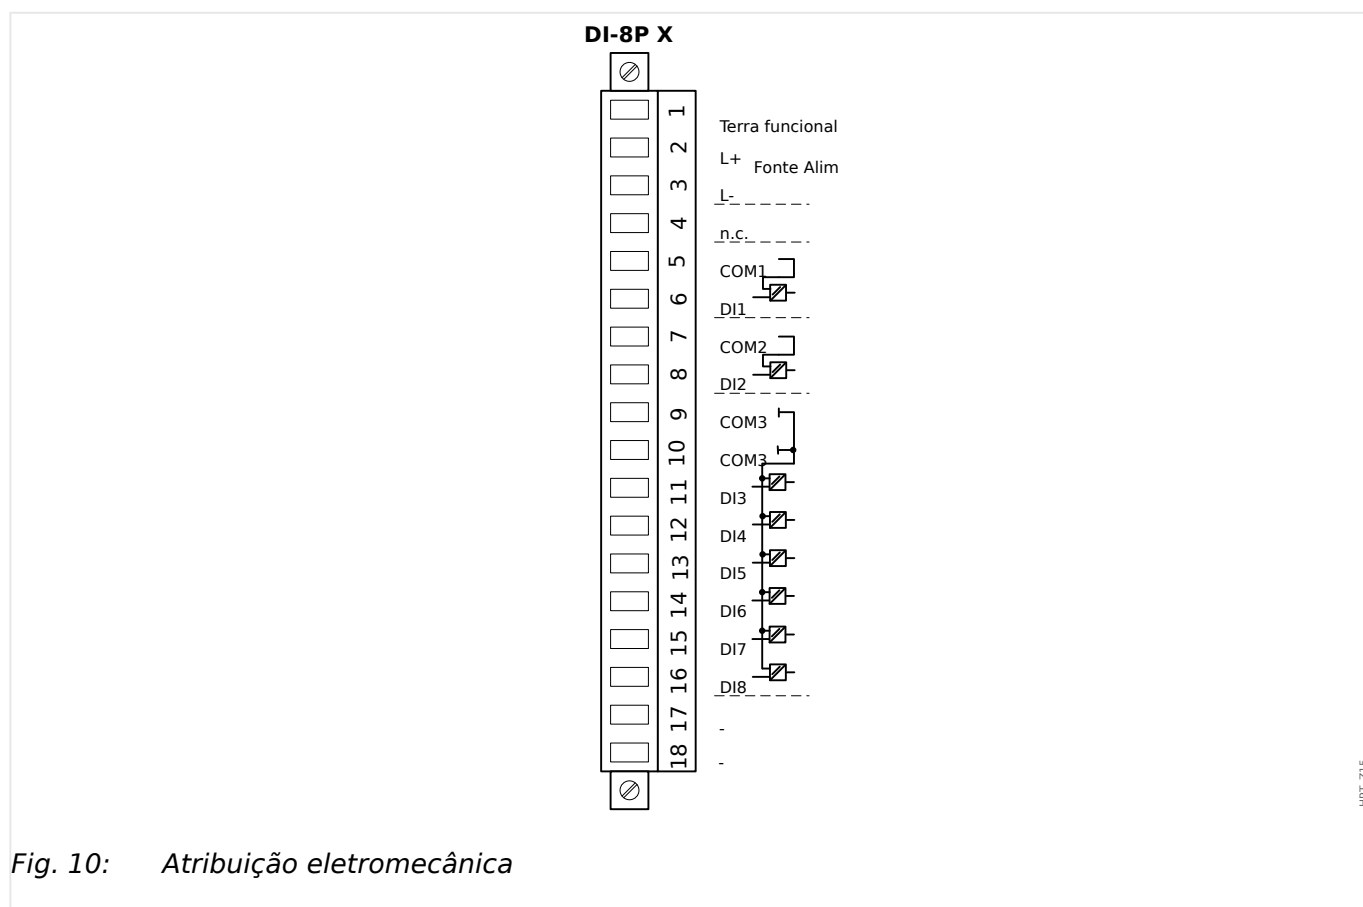 DI-8P X
1
Terra funcional
2
L+
Fonte Alim
3
L-
4
n.c.
5
COM1
6
DI1
7
COM2
8
DI2
9
COM3
10
COM3
11
DI3
12
DI4
13
DI5
14
DI6
15
DI7
16
DI8
17
-
18
-
Fig. 10: Atribuição eletromecânica